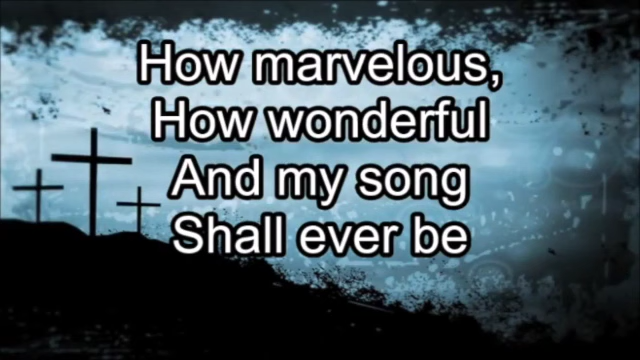 How marvelous,
How wonderful
And my song
Shall ever be